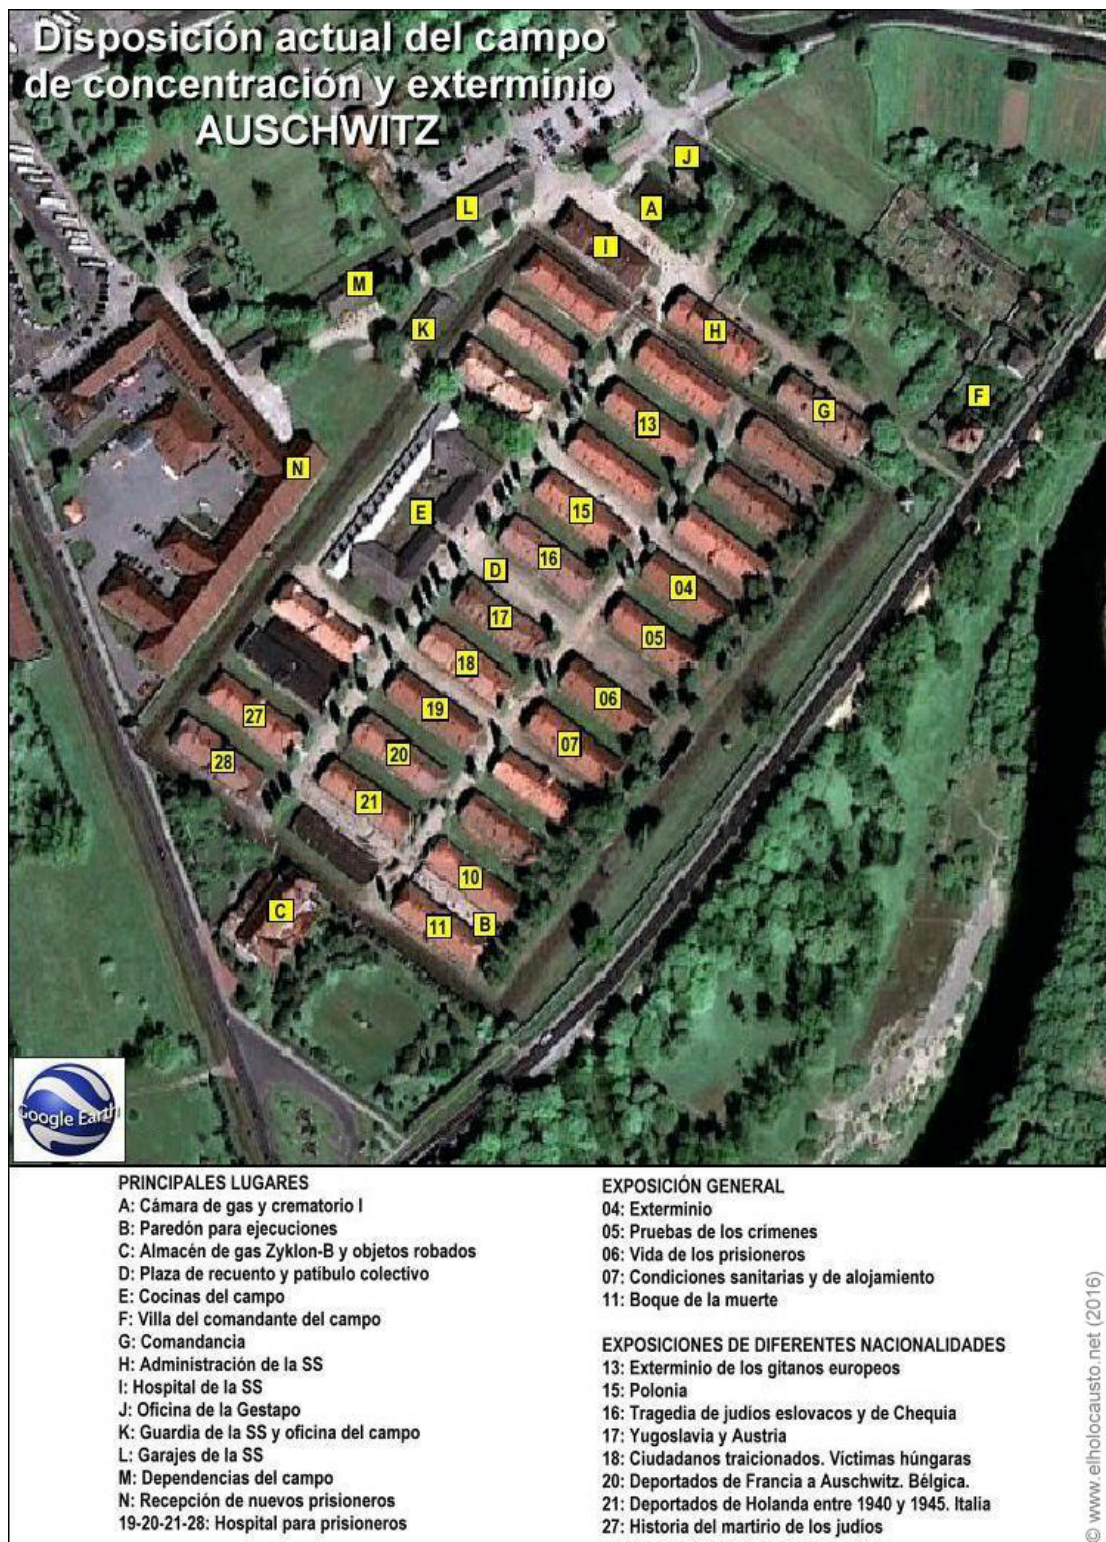 Disposición actual del campo
de concentración y exterminio
AUSCHWITZ
J
L
A
I
M
K
H
F
G
13
N
E
15
16
D
04
17
05
18
06
27
19
07
28
20
21
10
C
11
B
Google Earth
PRINCIPALES LUGARES
A: Cámara de gas y crematorio I
B: Paredón para ejecuciones
C: Almacén de gas Zyklon-B y objetos robados
D: Plaza de recuento y patíbulo colectivo
E: Cocinas del campo
F: Villa del comandante del campo
G: Comandancia
H: Administración de la SS
I: Hospital de la SS
J: Oficina de la Gestapo
K: Guardia de la SS y oficina del campo
L: Garajes de la SS
M: Dependencias del campo
N: Recepción de nuevos prisioneros
19-20-21-28: Hospital para prisioneros
EXPOSICIÓN GENERAL
04: Exterminio
05: Pruebas de los crímenes
06: Vida de los prisioneros
07: Condiciones sanitarias y de alojamiento
11: Boque de la muerte
EXPOSICIONES DE DIFERENTES NACIONALIDADES
13: Exterminio de los gitanos europeos
15: Polonia
16: Tragedia de judios eslovacos y de Chequia
17: Yugoslavia y Austria
18: Ciudadanos traicionados. Víctimas húngaras
20: Deportados de Francia a Auschwitz. Bélgica.
21: Deportados de Holanda entre 1940 y 1945. Italia
27: Historia del martirio de los judios
© www.elholocausto.net (2016)